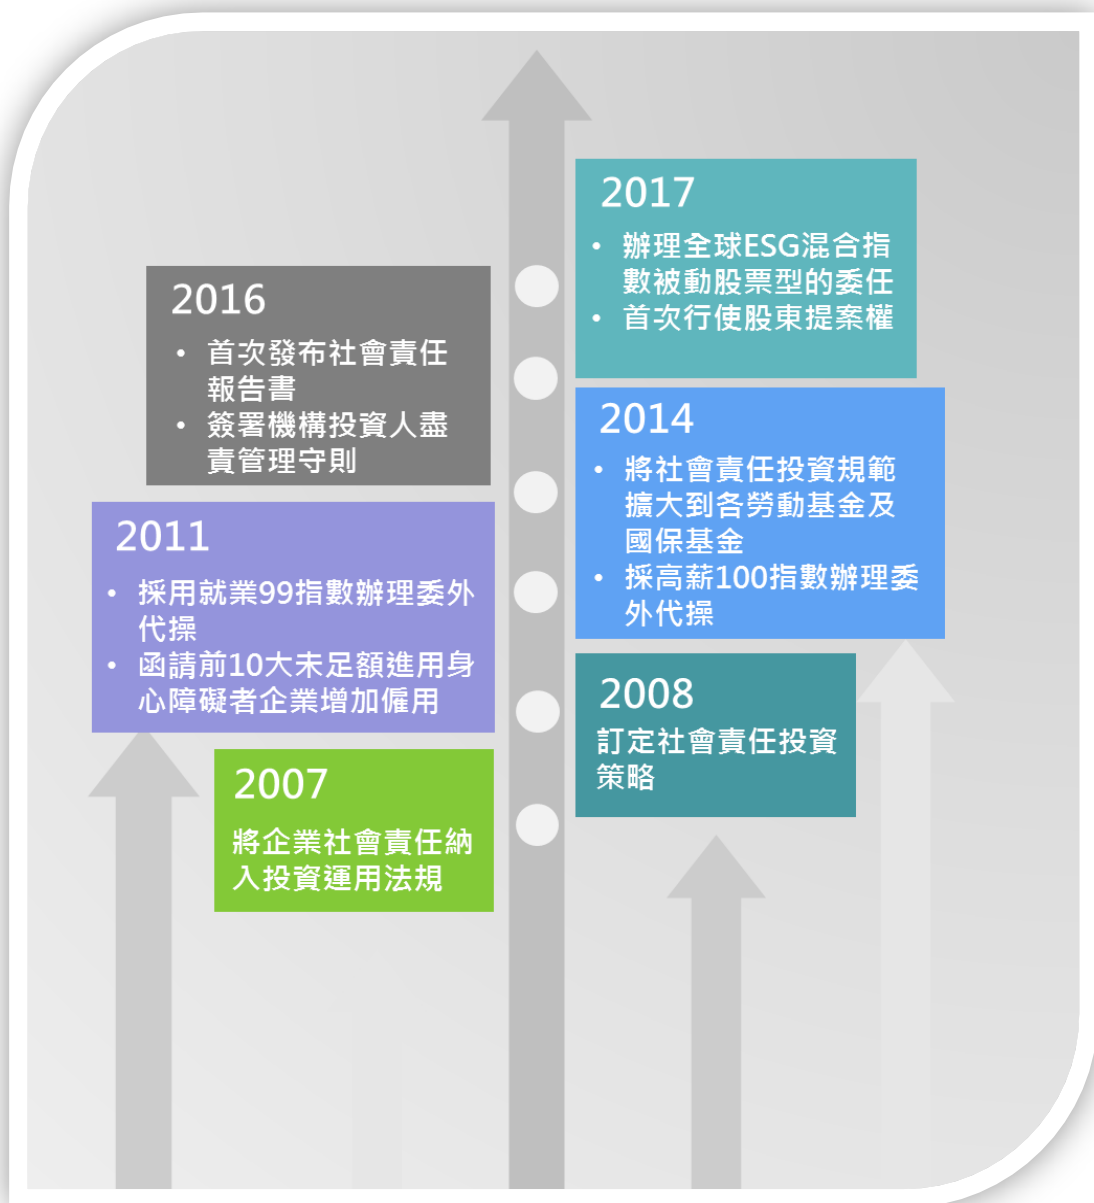 2017
• 辦理全球ESG混合指
數被動股票型的委任
• 首次行使股東提案權
2016
• 首次發布社會責任
報告書
• 簽署機構投資人盡
責管理守則
2014
• 將社會責任投資規範
擴大到各勞動基金及
國保基金
• 採高薪100指數辦理委
外代操
2011
• 採用就業99指數辦理委外
代操
• 函請前10大未足額進用身
心障礙者企業增加僱用
2008
訂定社會責任投資
策略
2007
將企業社會責任納
入投資運用法規